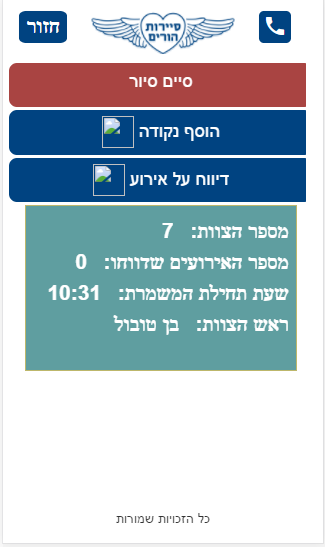 חזור
סיירות
הורים
סיים סיור
הוסף נקודה
דיווח על אירוע
מספר הצוות: 7
מספר האירועים שדווחו: 0
שעת תחילת המשמרת: 10:31
ראש הצוות: בן טובול
כל הזכויות שמורות